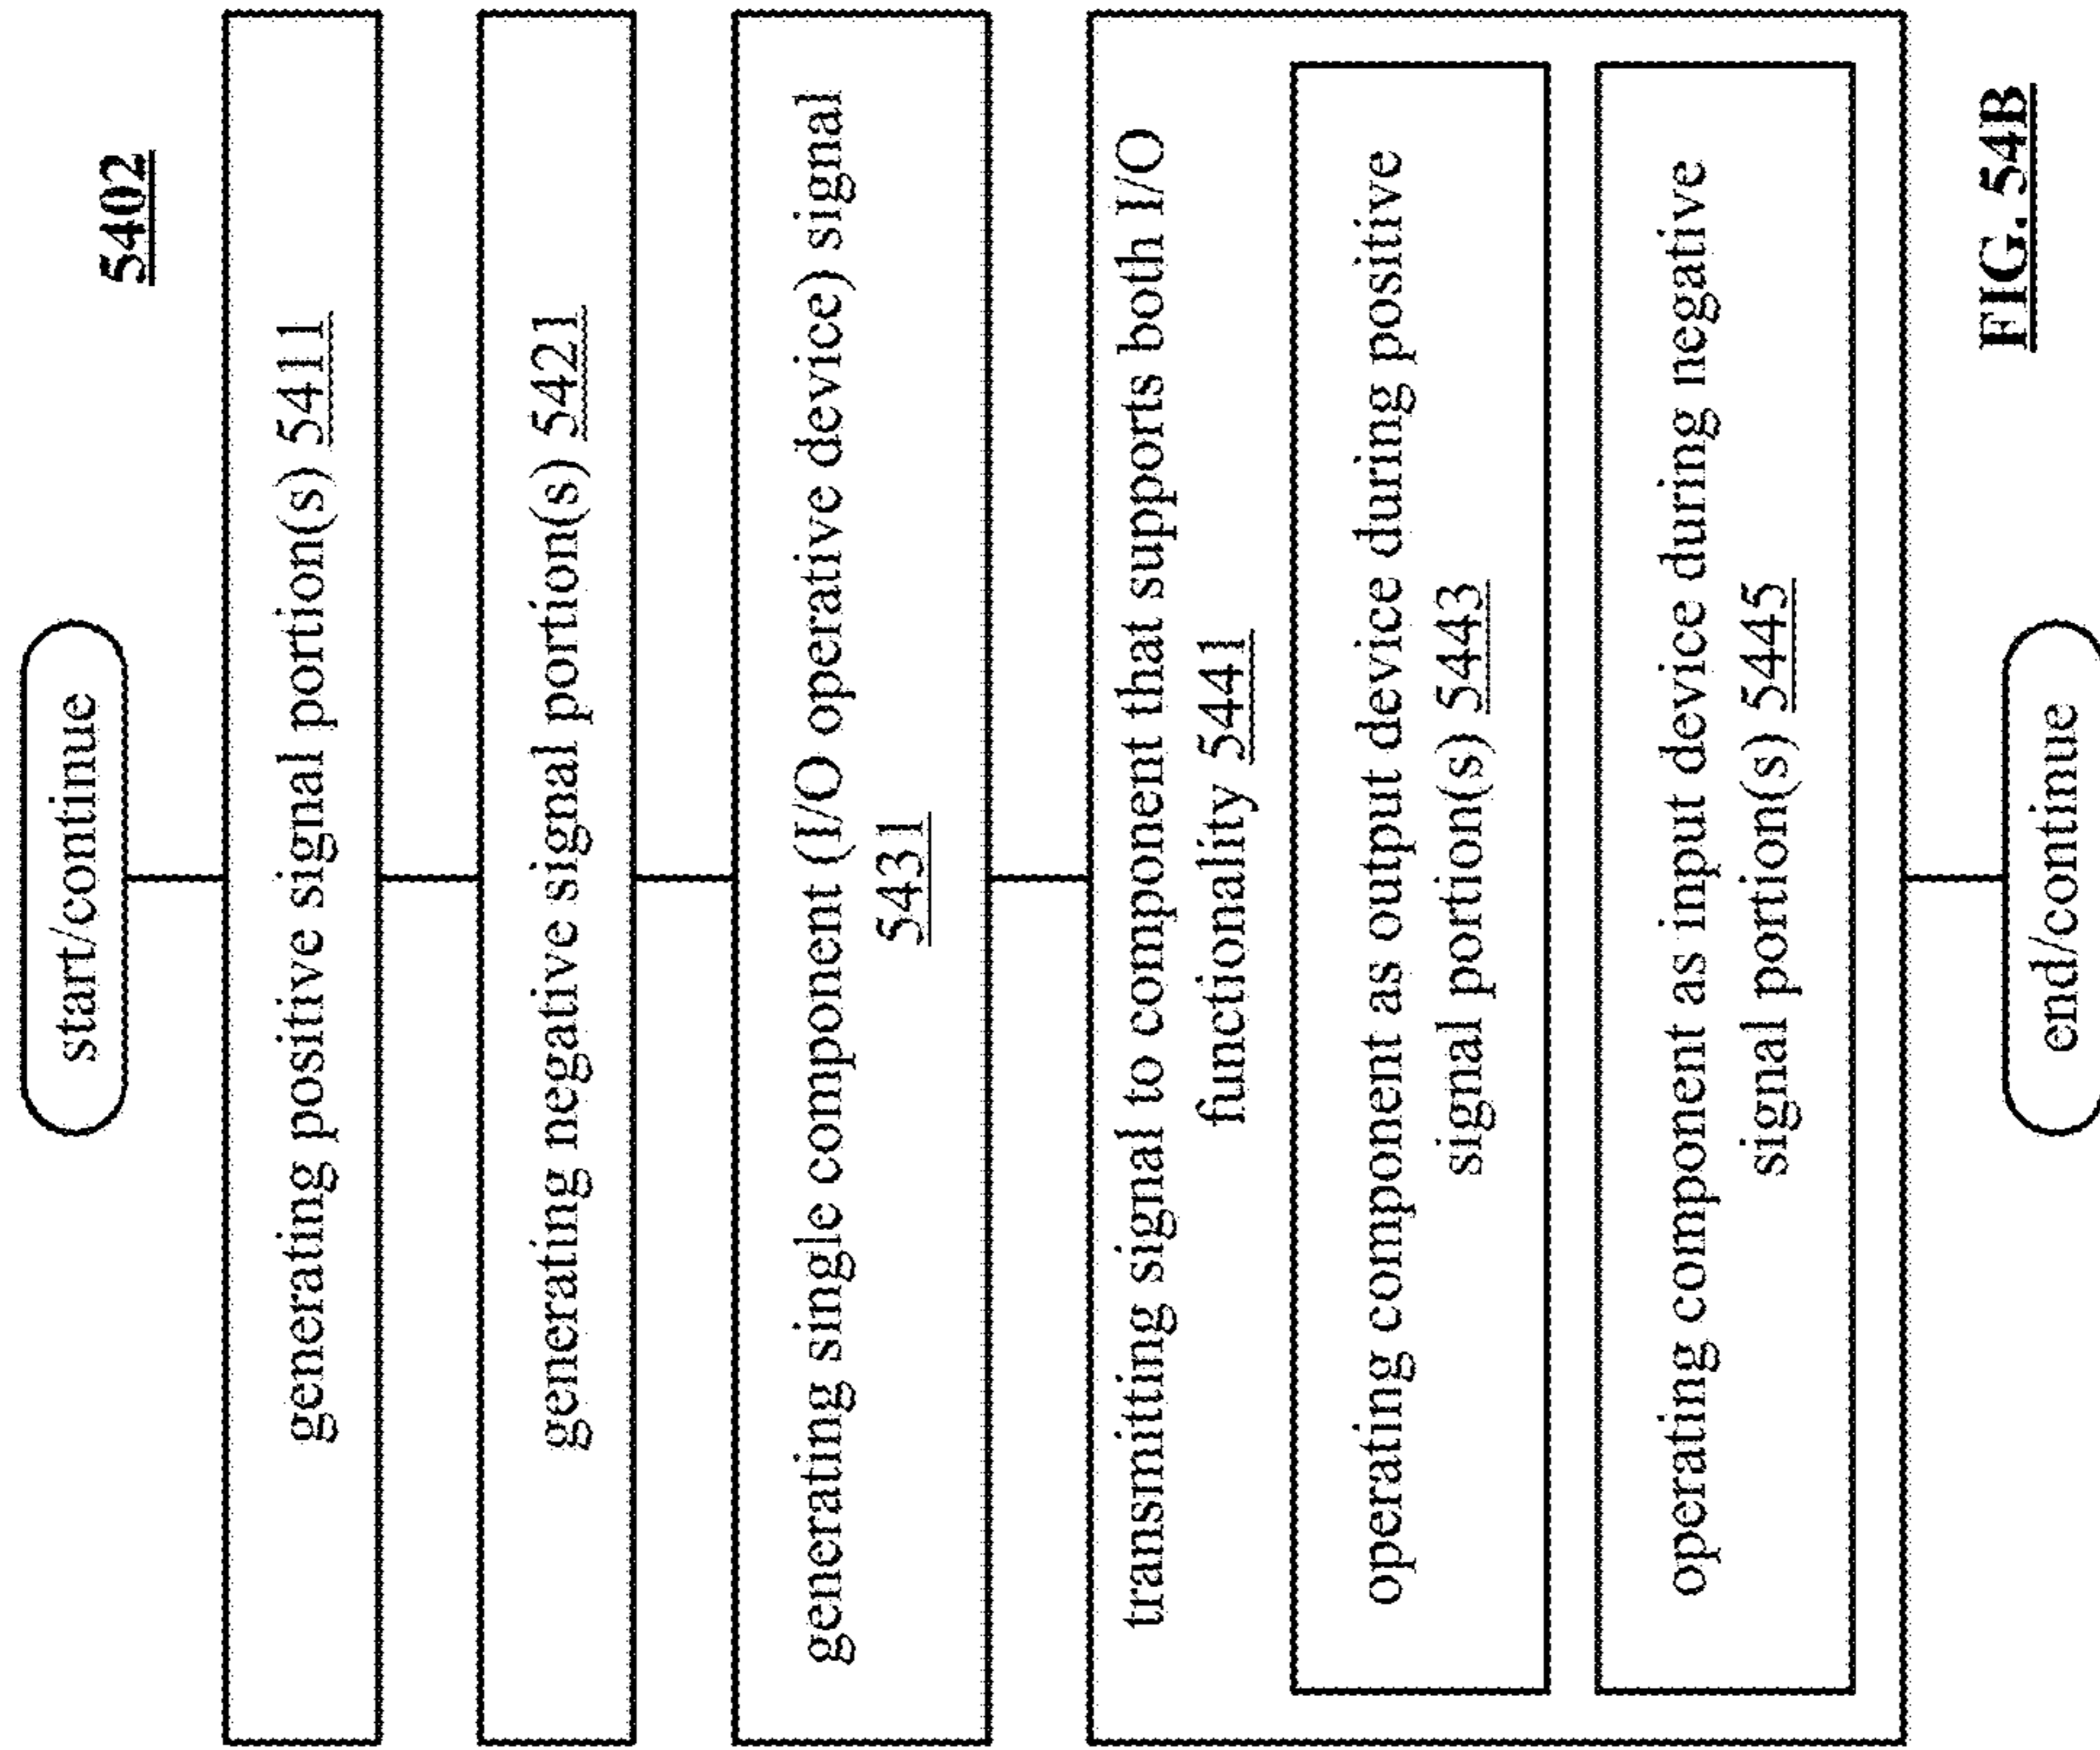 start/continue
5402
generating positive signal portion(s) 5411
generating negative signal portion(s) 5421
generating single component (I/O operative device) signal
5431
transmitting signal to component that supports both I/O
functionality 5441
operating component as output device during positive
signal portion(s) 5443
operating component as input device during negative
signal portion(s) 5445
end/continue
FIG. 54B